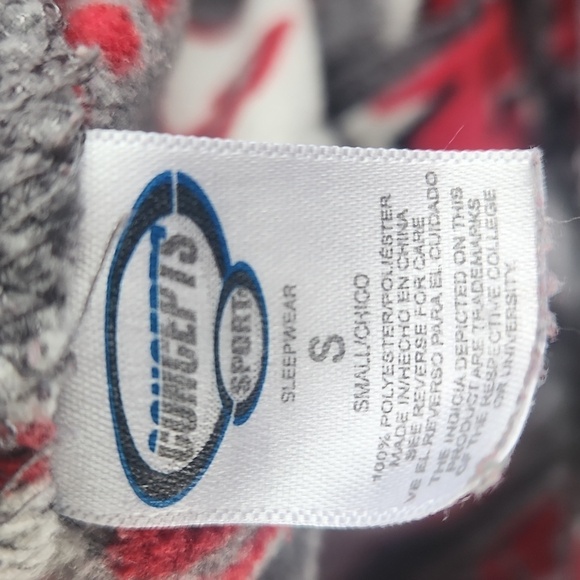 CONCEPTS
SPORT
SLEEPWEAR
S
SMALL/CHICO
100% POLYESTER/POLIÉSTER
MADE IN/HECHO EN CHINA
SEE REVERSE FOR CARE
VE EL REVERSO PARA EL CUIDADO
THE INDICIA DEPICTED ON THIS
PRODUCT ARE TRADEMARKS
OF THE RESPECTIVE COLLEGE
OR UNIVERSITY.